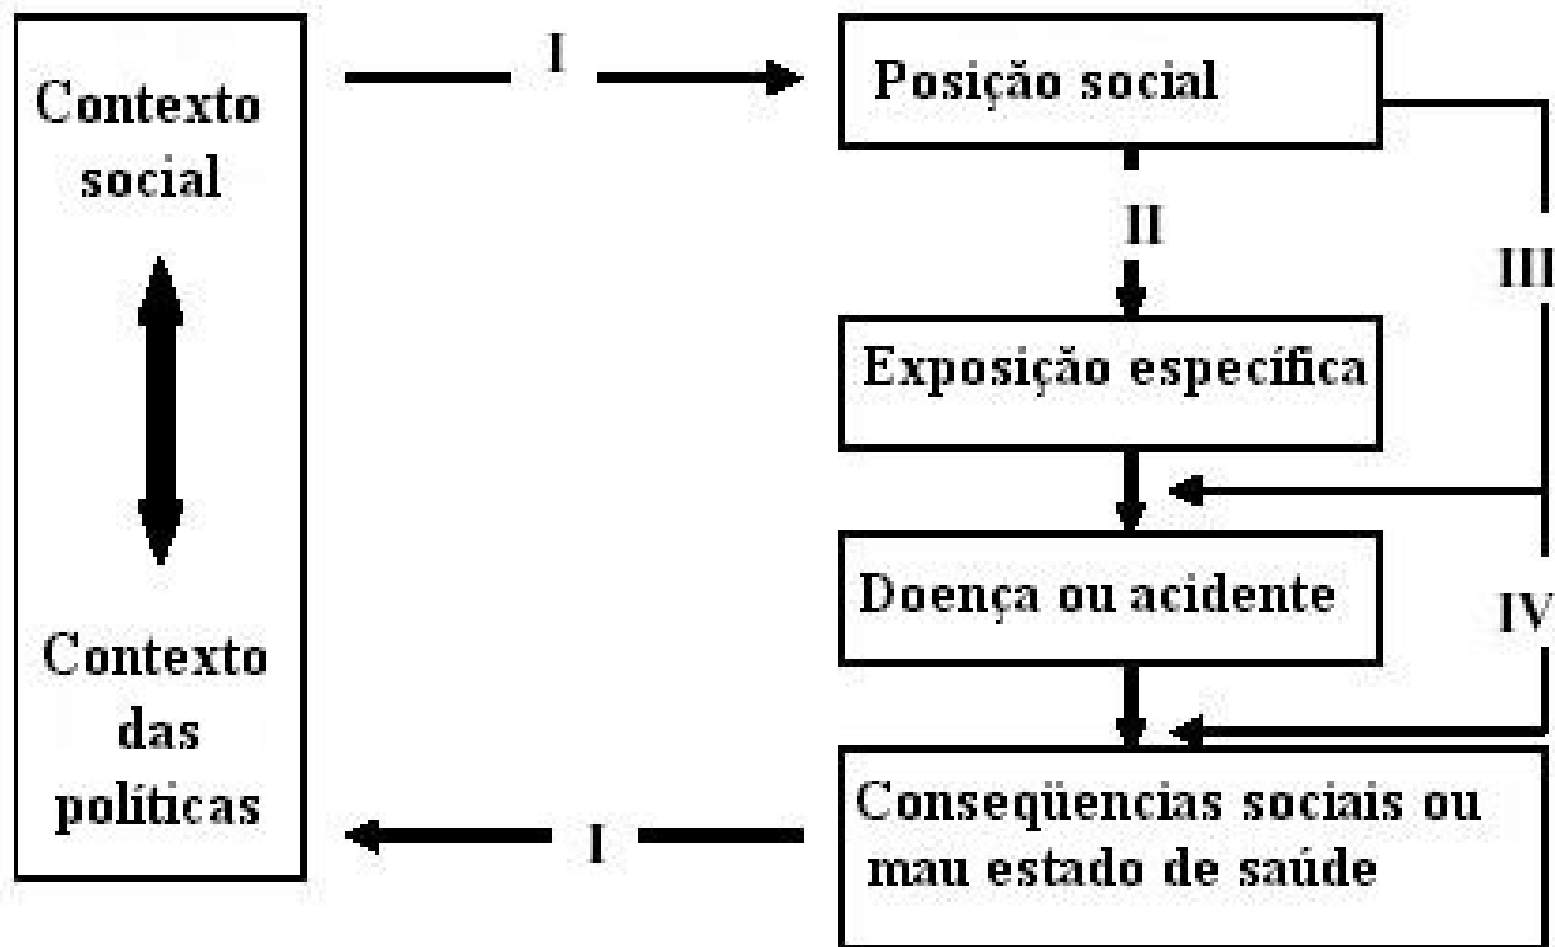 Contexto
social
Contexto
das
políticas
I
Posição social
II
III
Exposição específica
Doença ou acidente
IV
Conseqüencias sociais ou
mau estado de saúde
I